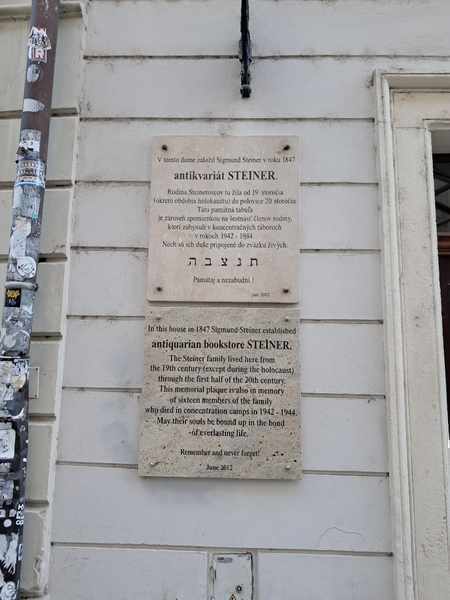 V tomto dome založil Sigmund Steiner v roku 1847
antikvariát STEINER.
Rodina Steinerovcov tu žila od 19. storočia
(okrem obdobia holokaustu) do polovice 20. storočia
Táto pamätná tabuľa
je zároveň spomienkou na šestnásť členov rodiny,
ktorí zahynuli v koncentračných táboroch
v rokoch 1942 - 1944.
Nech sú ich duše pripojené do zväzku živých.
ת נ צ ב ה
Pamätaj a nezabudni !
In this house in 1847 Sigmund Steiner established
antiquarian bookstore STEINER.
The Steiner family lived here from
the 19th century (except during the holocaust)
through the first half of the 20th century.
This memorial plaque is also in memory
of sixteen members of the family
who died in concentration camps in 1942 - 1944.
May their souls be bound up in the bond
of everlasting life.
Remember and never forget!
June 2012